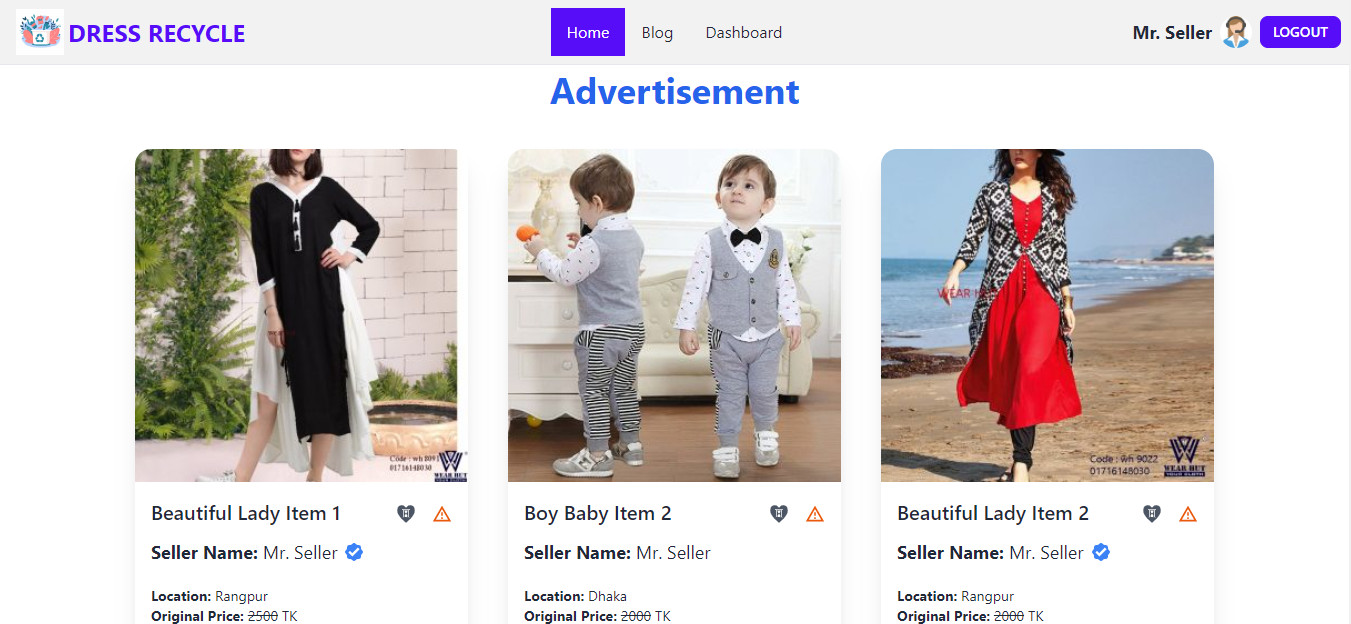 DRESS RECYCLE
Home Blog Dashboard
Mr. Seller
LOGOUT
Advertisement
Code : wh 8091
01716148030
WEAR HUT
WEAR H
Code : wh 9022
01716148030
WEAR HUT
Beautiful Lady Item 1
Seller Name: Mr. Seller
Location: Rangpur
Original Price: 2500 TK
Boy Baby Item 2
Seller Name: Mr. Seller
Location: Dhaka
Original Price: 2000 TK
Beautiful Lady Item 2
Seller Name: Mr. Seller
Location: Rangpur
Original Price: 2000 TK